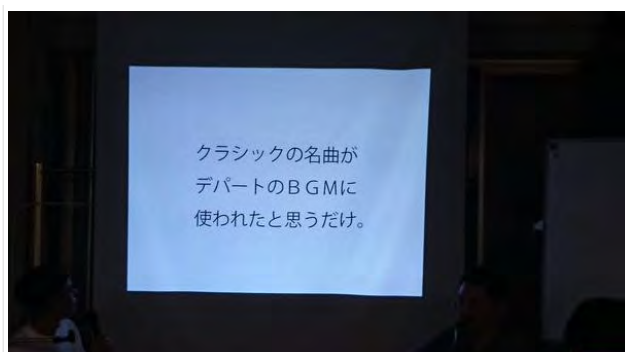 クラシックの名曲が
デパートのＢＧＭに
使われたと思うだけ。